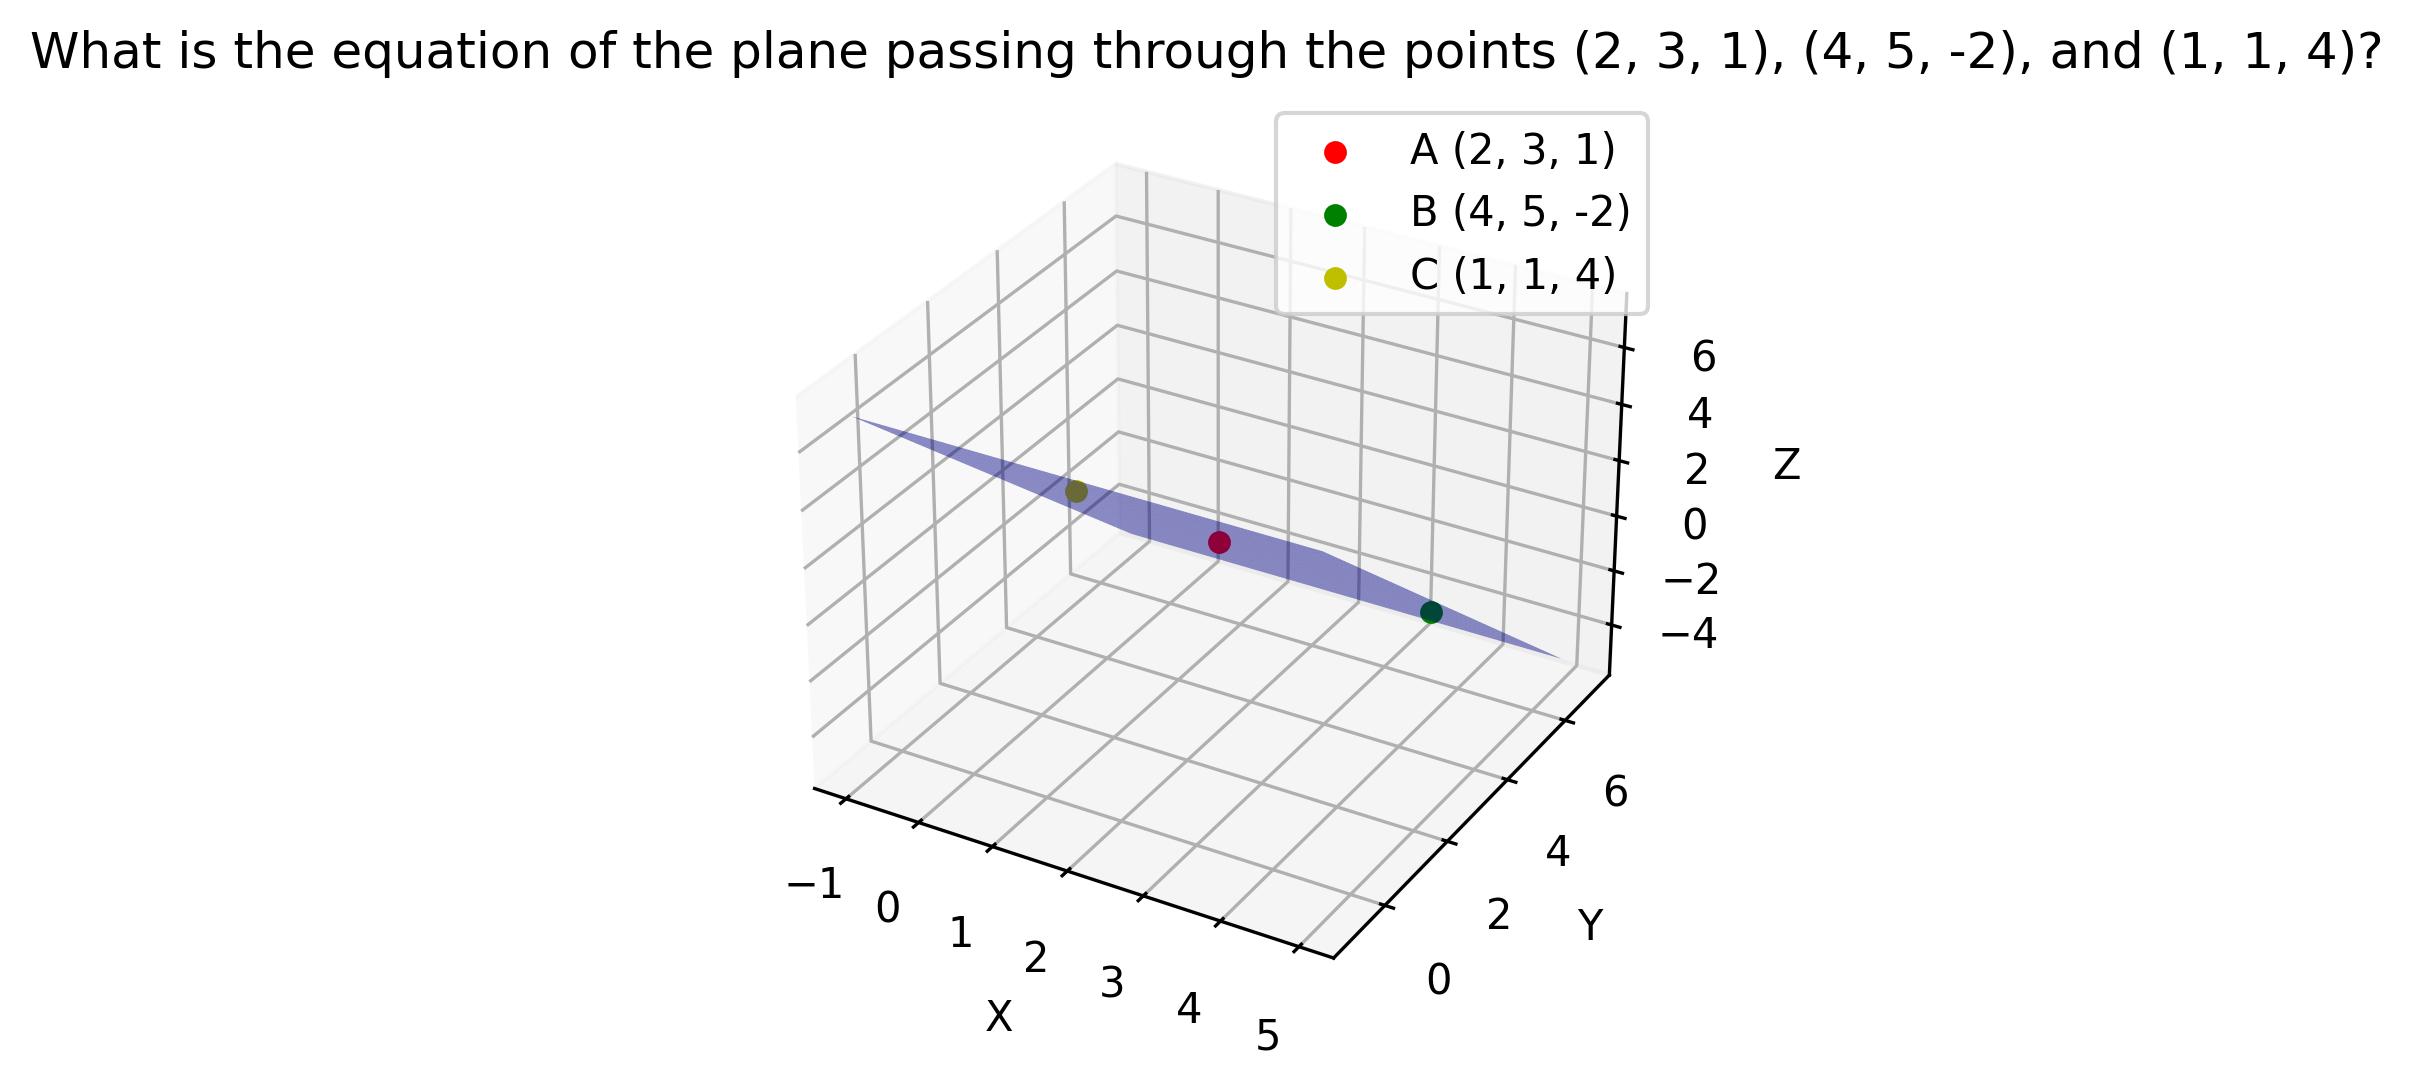 What is the equation of the plane passing through the points (2, 3, 1), (4, 5, -2), and (1, 1, 4)?
A (2, 3, 1)
B (4, 5, -2)
C (1, 1, 4)
6
4
2
0
−2
−4
Z
6
4
2
0
Y
−1
0
1
2
3
4
5
X